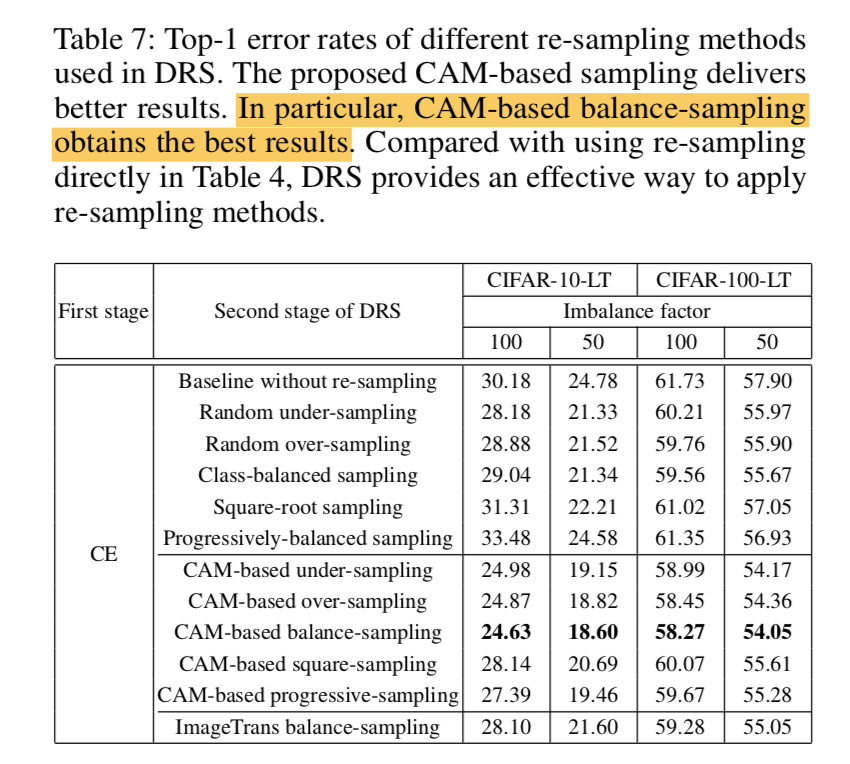 Table 7: Top-1 error rates of different re-sampling methods
used in DRS. The proposed CAM-based sampling delivers
better results. In particular, CAM-based balance-sampling
obtains the best results. Compared with using re-sampling
directly in Table 4, DRS provides an effective way to apply
re-sampling methods.
First stage Second stage of DRS CIFAR-10-LT CIFAR-100-LT
Imbalance factor
100 50 100 50
Baseline without re-sampling 30.18 24.78 61.73 57.90
Random under-sampling 28.18 21.33 60.21 55.97
Random over-sampling 28.88 21.52 59.76 55.90
Class-balanced sampling 29.04 21.34 59.56 55.67
Square-root sampling 31.31 22.21 61.02 57.05
Progressively-balanced sampling 33.48 24.58 61.35 56.93
CE
CAM-based under-sampling 24.98 19.15 58.99 54.17
CAM-based over-sampling 24.87 18.82 58.45 54.36
CAM-based balance-sampling 24.63 18.60 58.27 54.05
CAM-based square-sampling 28.14 20.69 60.07 55.61
CAM-based progressive-sampling 27.39 19.46 59.67 55.28
ImageTrans balance-sampling 28.10 21.60 59.28 55.05